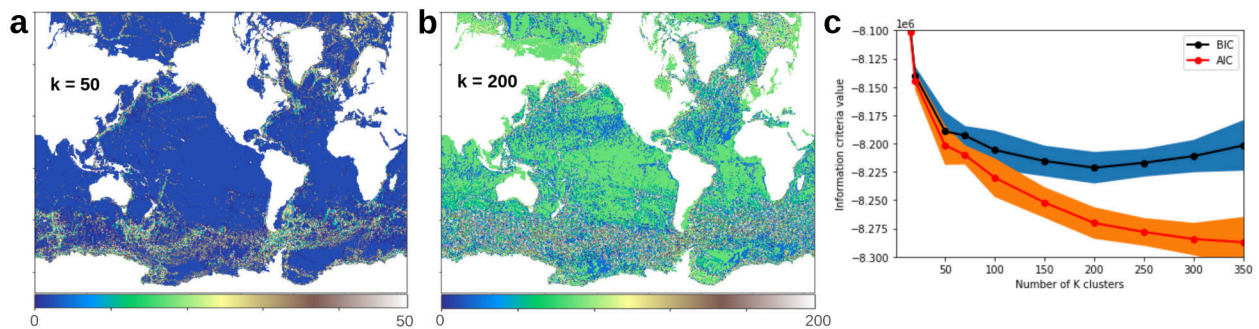 a
k = 50
0
50
b
k = 200
0
200
c
1e6
BIC
AIC
Information criteria value
−8.100
−8.125
−8.150
−8.175
−8.200
−8.225
−8.250
−8.275
−8.300
50 100 150 200 250 300 350
Number of K clusters